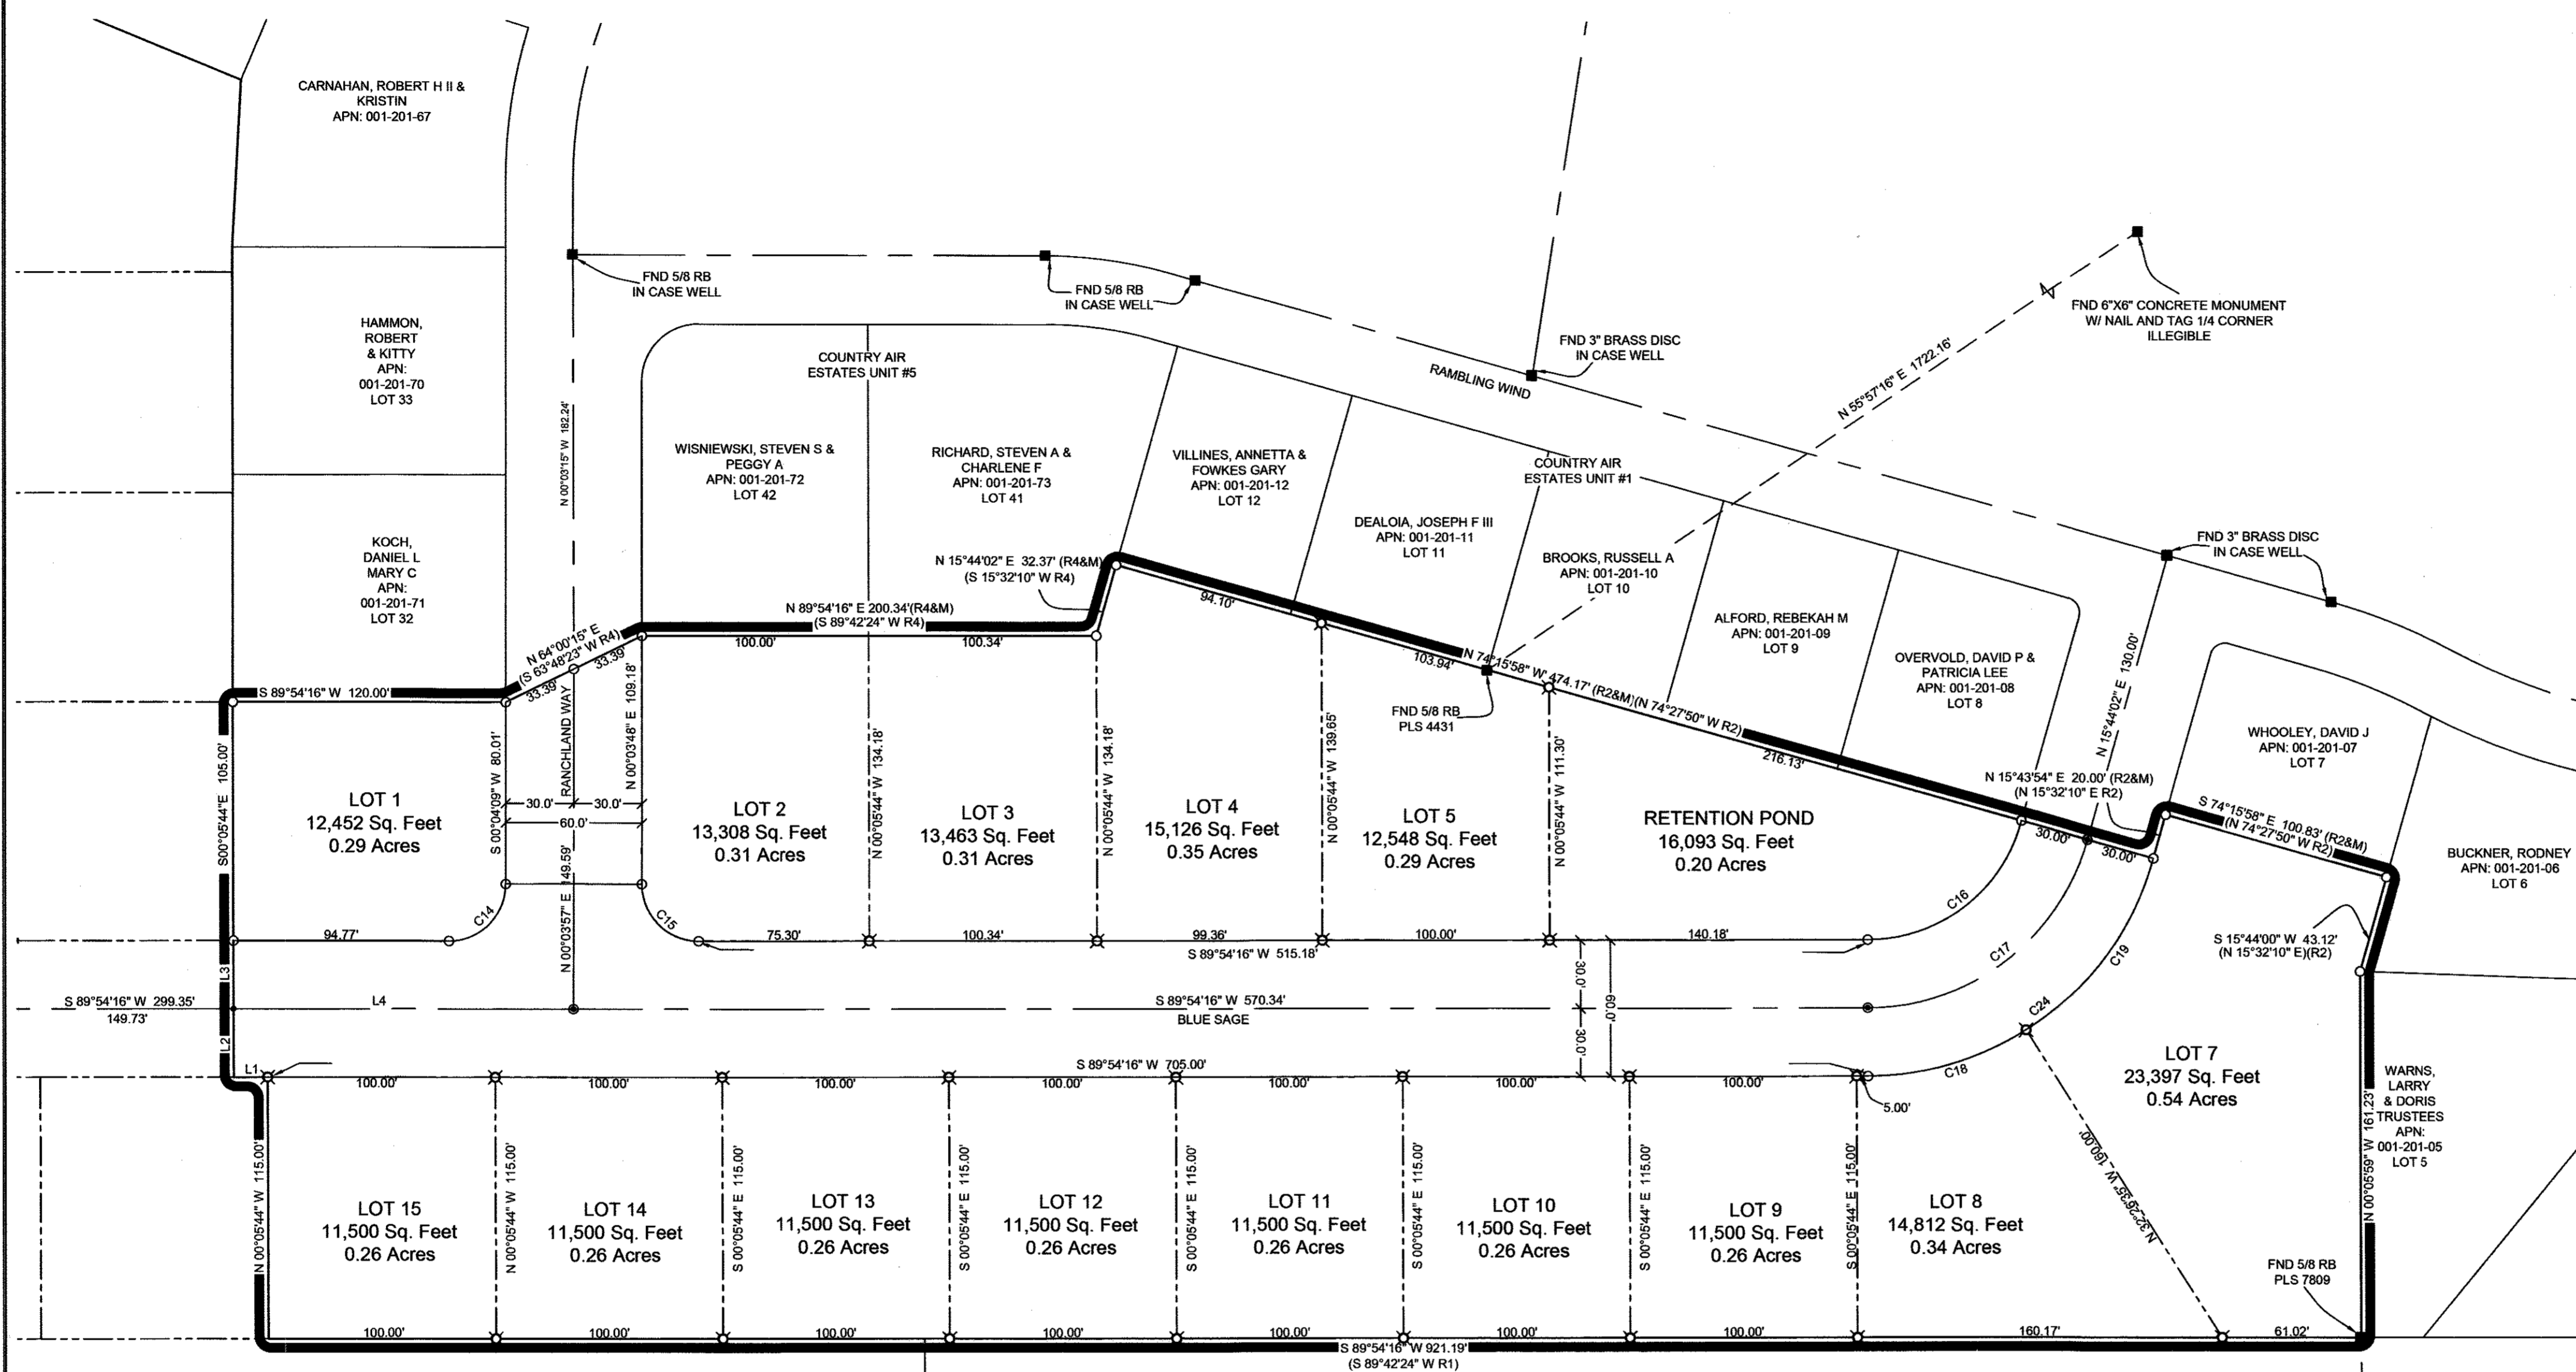 CARNAHAN, ROBERT H II &
KRISTIN
APN: 001-201-67
HAMMON,
ROBERT
& KITTY
APN:
001-201-70
LOT 33
KOCH,
DANIEL L
MARY C
APN:
001-201-71
LOT 32
FND 5/8 RB
IN CASE WELL
FND 5/8 RB
IN CASE WELL
FND 3" BRASS DISC
IN CASE WELL
FND 6"X6" CONCRETE MONUMENT
W/ NAIL AND TAG 1/4 CORNER
ILLEGIBLE
N 55°57'16" E 1722.16'
RAMBLING WIND
COUNTRY AIR
ESTATES UNIT #5
N 00°03'15" W 182.24'
WISNIEWSKI, STEVEN S &
PEGGY A
APN: 001-201-72
LOT 42
RICHARD, STEVEN A &
CHARLENE F
APN: 001-201-73
LOT 41
VILLINES, ANNETTA &
FOWKES GARY
APN: 001-201-12
LOT 12
DEALOIA, JOSEPH F III
APN: 001-201-11
LOT 11
COUNTRY AIR
ESTATES UNIT #1
BROOKS, RUSSELL A
APN: 001-201-10
LOT 10
ALFORD, REBEKAH M
APN: 001-201-09
LOT 9
OVERVOLD, DAVID P &
PATRICIA LEE
APN: 001-201-08
LOT 8
FND 3" BRASS DISC
IN CASE WELL
N 15°44'02" E 130.00'
WHOOLEY, DAVID J
APN: 001-201-07
LOT 7
BUCKNER, RODNEY
APN: 001-201-06
LOT 6
N 15°44'02" E 32.37' (R4&M)
(S 15°32'10" W R4)
N 89°54'16" E 200.34'(R4&M)
(S 89°42'24" W R4)
100.00'
100.34'
94.10'
103.94'
N 74°15'58" W 474.17' (R2&M)(N 74°27'50" W R2)
216.13'
FND 5/8 RB
PLS 4431
N 15°43'54" E 20.00' (R2&M)
(N 15°32'10" E R2)
30.00'
30.00'
S 74°15'58" E 100.83' (R2&M)
(N 74°27'50" W R2)
S 15°44'00" W 43.12'
(N 15°32'10" E)(R2)
N 64°00'15" E
(S 63°48'23" W R4)
33.39'
33.39'
S 89°54'16" W 120.00'
S00°05'44"E 105.00'
LOT 1
12,452 Sq. Feet
0.29 Acres
S 00°04'09" W 80.01'
RANCHLAND WAY
N 00°03'48" E 109.18'
30.0'
30.0'
60.0'
N 00°03'57" E 149.59'
LOT 2
13,308 Sq. Feet
0.31 Acres
N 00°05'44" W 134.18'
LOT 3
13,463 Sq. Feet
0.31 Acres
N 00°05'44" W 134.18'
LOT 4
15,126 Sq. Feet
0.35 Acres
N 00°05'44" W 139.65'
LOT 5
12,548 Sq. Feet
0.29 Acres
N 00°05'44" W 111.30'
RETENTION POND
16,093 Sq. Feet
0.20 Acres
94.77'
C14
C15
75.30'
100.34'
99.36'
100.00'
140.18'
S 89°54'16" W 515.18'
C16
C17
C19
C24
C18
L3
L2
L4
L1
S 89°54'16" W 299.35'
149.73'
S 89°54'16" W 570.34'
BLUE SAGE
30.0'
30.0'
60.0'
S 89°54'16" W 705.00'
100.00'
100.00'
100.00'
100.00'
100.00'
100.00'
100.00'
5.00'
LOT 7
23,397 Sq. Feet
0.54 Acres
N 32°26'35" W 160.00'
WARNS,
LARRY
& DORIS
TRUSTEES
APN:
001-201-05
LOT 5
N 00°05'59" W 161.23'
FND 5/8 RB
PLS 7809
N 00°05'44" W 115.00'
LOT 15
11,500 Sq. Feet
0.26 Acres
N 00°05'44" W 115.00'
LOT 14
11,500 Sq. Feet
0.26 Acres
S 00°05'44" E 115.00'
LOT 13
11,500 Sq. Feet
0.26 Acres
S 00°05'44" E 115.00'
LOT 12
11,500 Sq. Feet
0.26 Acres
S 00°05'44" E 115.00'
LOT 11
11,500 Sq. Feet
0.26 Acres
S 00°05'44" E 115.00'
LOT 10
11,500 Sq. Feet
0.26 Acres
S 00°05'44" E 115.00'
LOT 9
11,500 Sq. Feet
0.26 Acres
S 00°05'44" E 115.00'
LOT 8
14,812 Sq. Feet
0.34 Acres
100.00'
100.00'
100.00'
100.00'
100.00'
100.00'
100.00'
160.17'
61.02'
S 89°54'16" W 921.19'
(S 89°42'24" W R1)